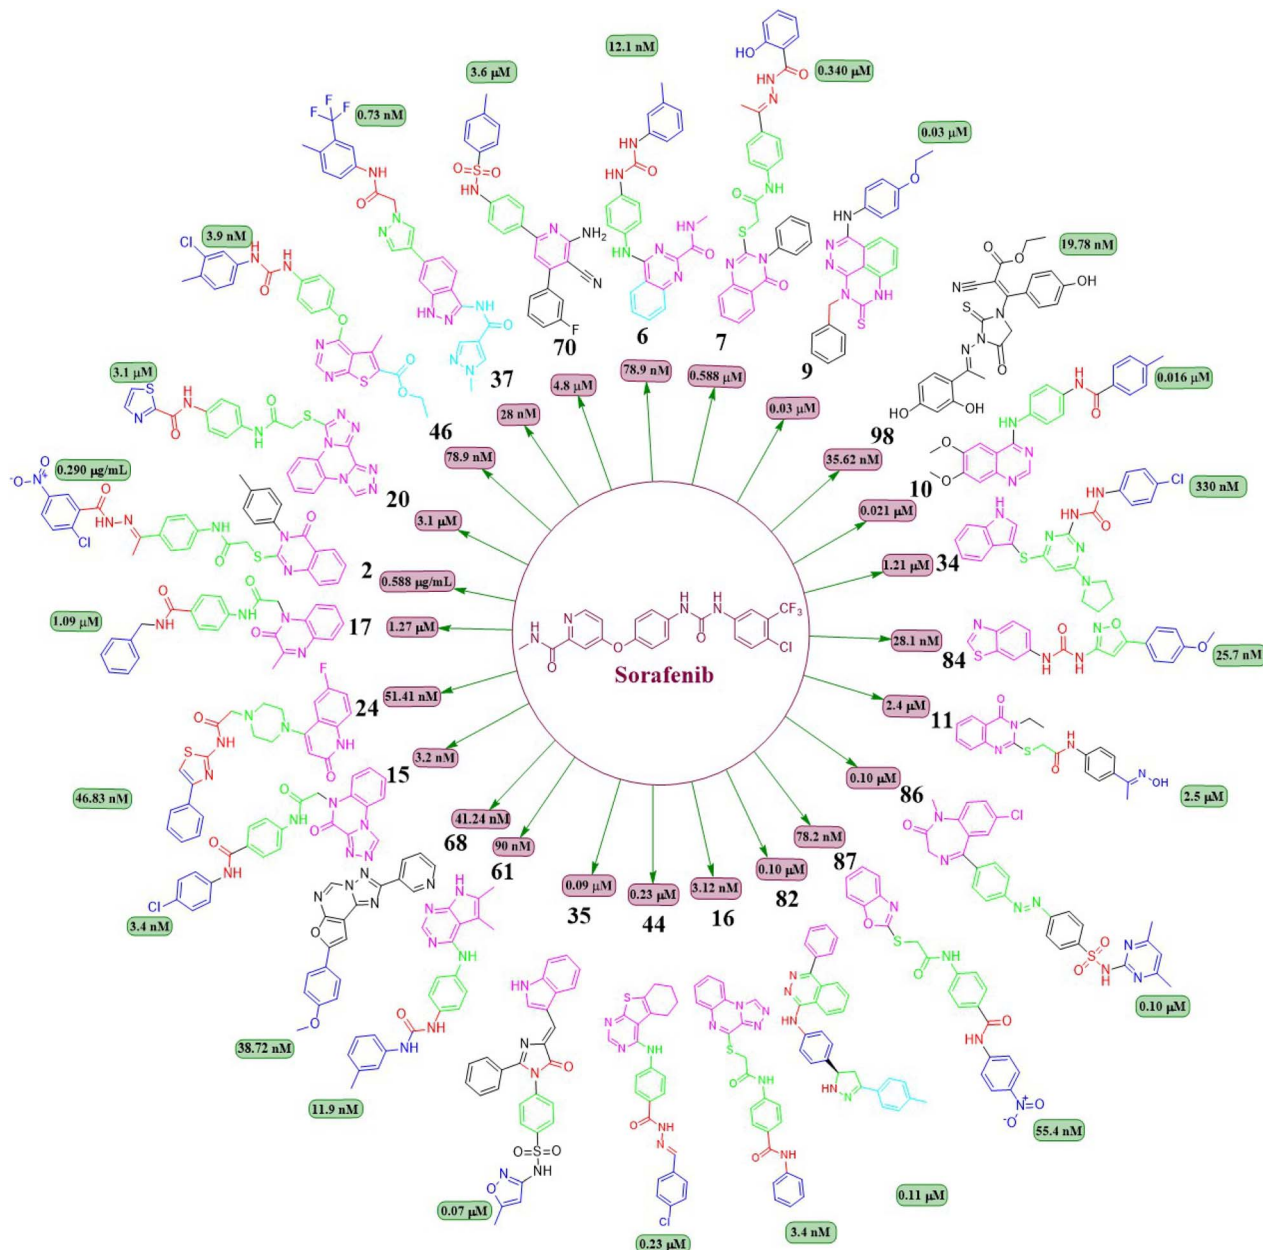 12.1 nM
3.6 µM
0.340 µM
0.73 nM
0.03 µM
3.9 nM
19.78 nM
3.1 µM
0.016 µM
0.290 µg/mL
330 nM
1.09 µM
25.7 nM
46.83 nM
2.5 µM
3.4 nM
0.10 µM
38.72 nM
55.4 nM
11.9 nM
0.11 µM
0.07 µM
0.23 µM
3.4 nM
70
6
7
9
37
98
46
10
20
34
2
84
17
11
24
86
15
87
68
82
61
16
35
44
4.8 µM
78.9 nM
0.588 µM
0.03 µM
28 nM
35.62 nM
78.9 nM
0.021 µM
3.1 µM
1.21 µM
0.588 µg/mL
28.1 nM
1.27 µM
2.4 µM
51.41 nM
0.10 µM
3.2 nM
78.2 nM
41.24 nM
0.10 µM
90 nM
3.12 nM
0.09 µM
0.23 µM
Sorafenib
CF₃
Cl